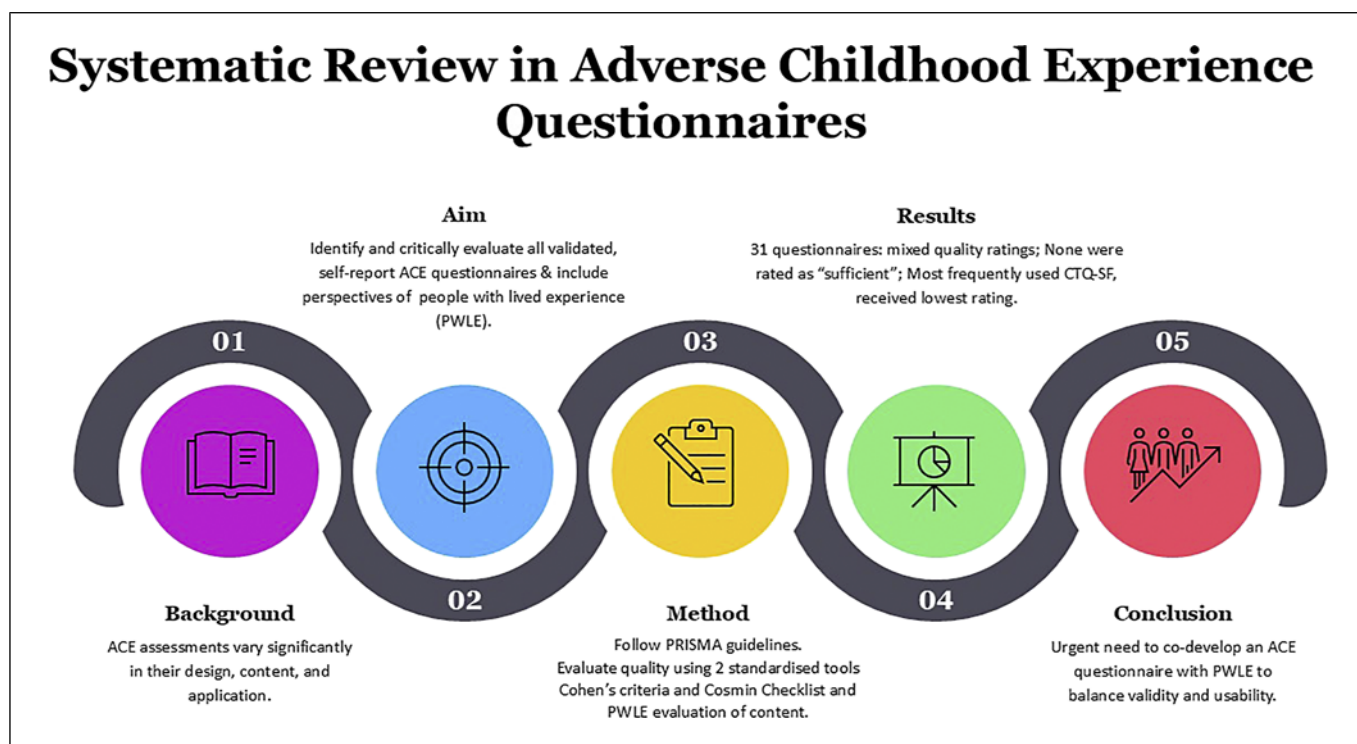 Systematic Review in Adverse Childhood Experience
Questionnaires
01
Background
ACE assessments vary significantly
in their design, content, and
application.
Aim
Identify and critically evaluate all validated,
self-report ACE questionnaires & include
perspectives of people with lived experience
(PWLE).
02
03
Method
Follow PRISMA guidelines.
Evaluate quality using 2 standardised tools
Cohen's criteria and Cosmin Checklist and
PWLE evaluation of content.
Results
31 questionnaires: mixed quality ratings; None were
rated as "sufficient"; Most frequently used CTQ-SF,
received lowest rating.
04
05
Conclusion
Urgent need to co-develop an ACE
questionnaire with PWLE to
balance validity and usability.